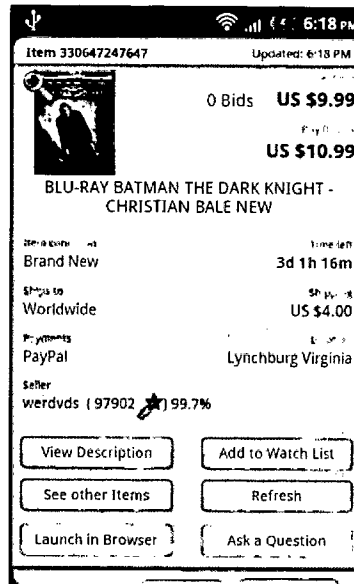 6:18 PM
Item 330647247647 Updated: 6:18 PM
0 Bids US $9.99
US $10.99
BLU-RAY BATMAN THE DARK KNIGHT -
CHRISTIAN BALE NEW
Time left
Brand New 3d 1h 16m
Ships to
Worldwide US $4.00
Payments
PayPal Lynchburg Virginia
Seller
werdvds ( 97902 ) 99.7%
View Description Add to Watch List
See other Items Refresh
Launch in Browser Ask a Question